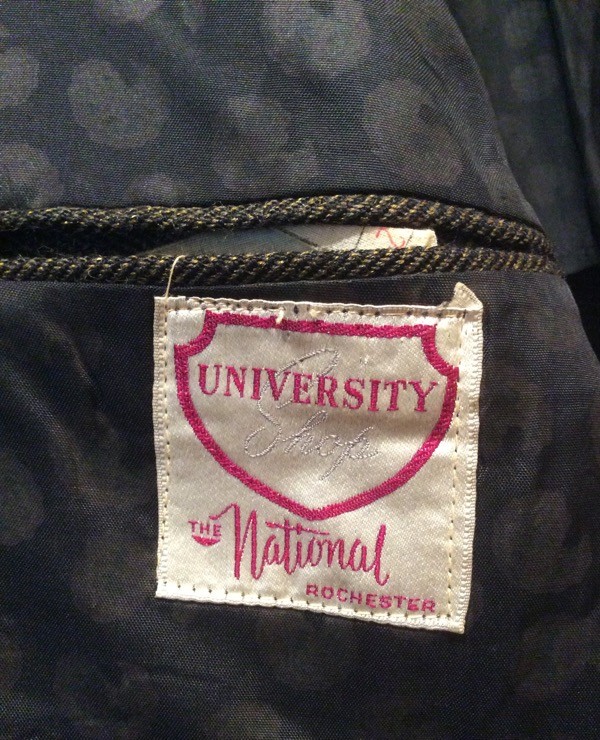 UNIVERSITY
Shop
THE National
ROCHESTER